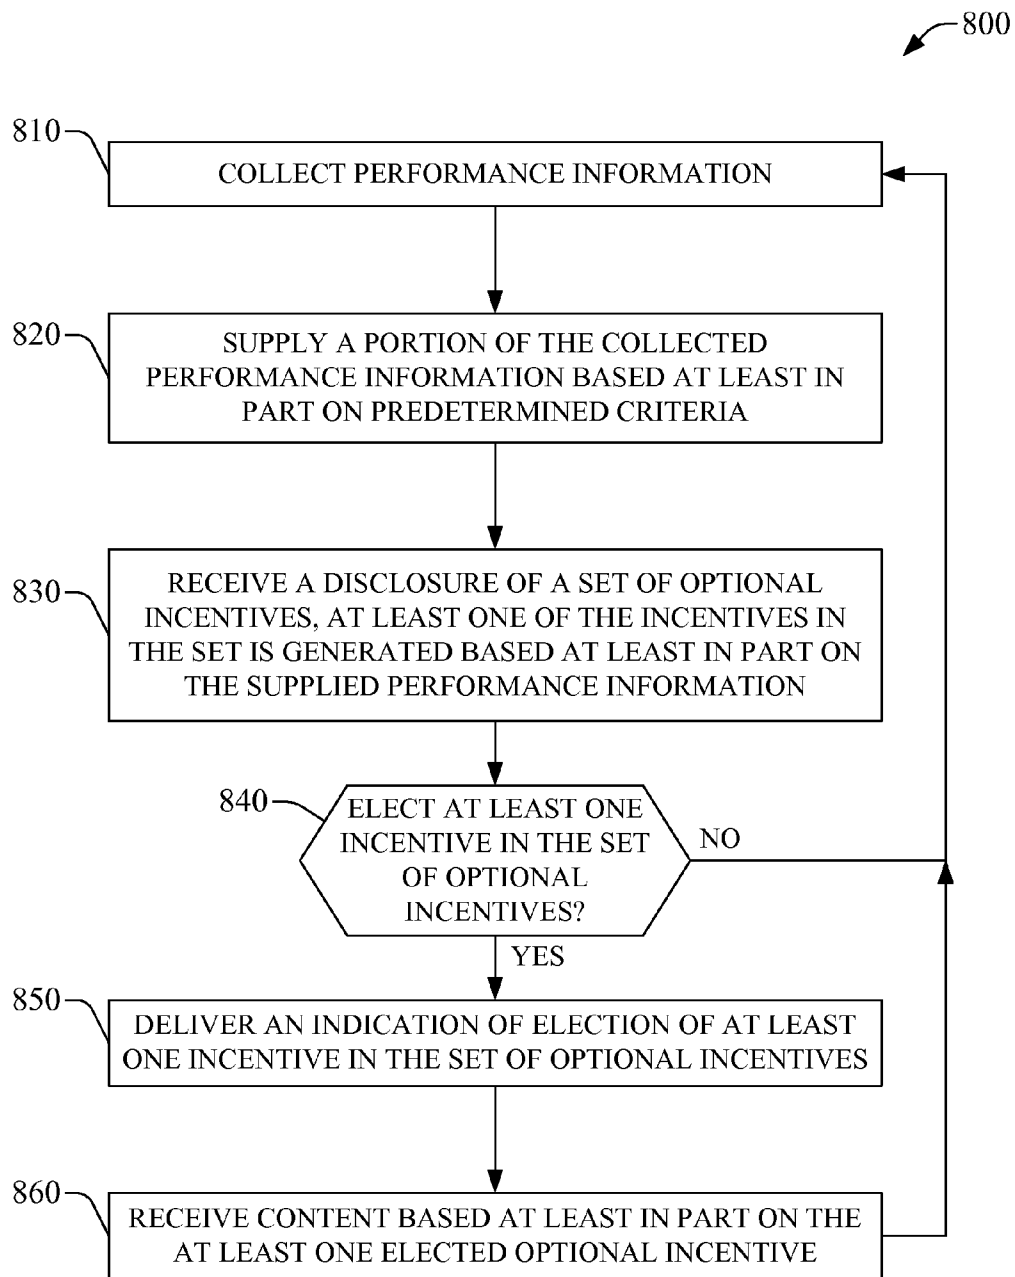 800
810
COLLECT PERFORMANCE INFORMATION
820
SUPPLY A PORTION OF THE COLLECTED
PERFORMANCE INFORMATION BASED AT LEAST IN
PART ON PREDETERMINED CRITERIA
830
RECEIVE A DISCLOSURE OF A SET OF OPTIONAL
INCENTIVES, AT LEAST ONE OF THE INCENTIVES IN
THE SET IS GENERATED BASED AT LEAST IN PART ON
THE SUPPLIED PERFORMANCE INFORMATION
840
ELECT AT LEAST ONE
INCENTIVE IN THE SET
OF OPTIONAL
INCENTIVES?
NO
YES
850
DELIVER AN INDICATION OF ELECTION OF AT LEAST
ONE INCENTIVE IN THE SET OF OPTIONAL INCENTIVES
860
RECEIVE CONTENT BASED AT LEAST IN PART ON THE
AT LEAST ONE ELECTED OPTIONAL INCENTIVE